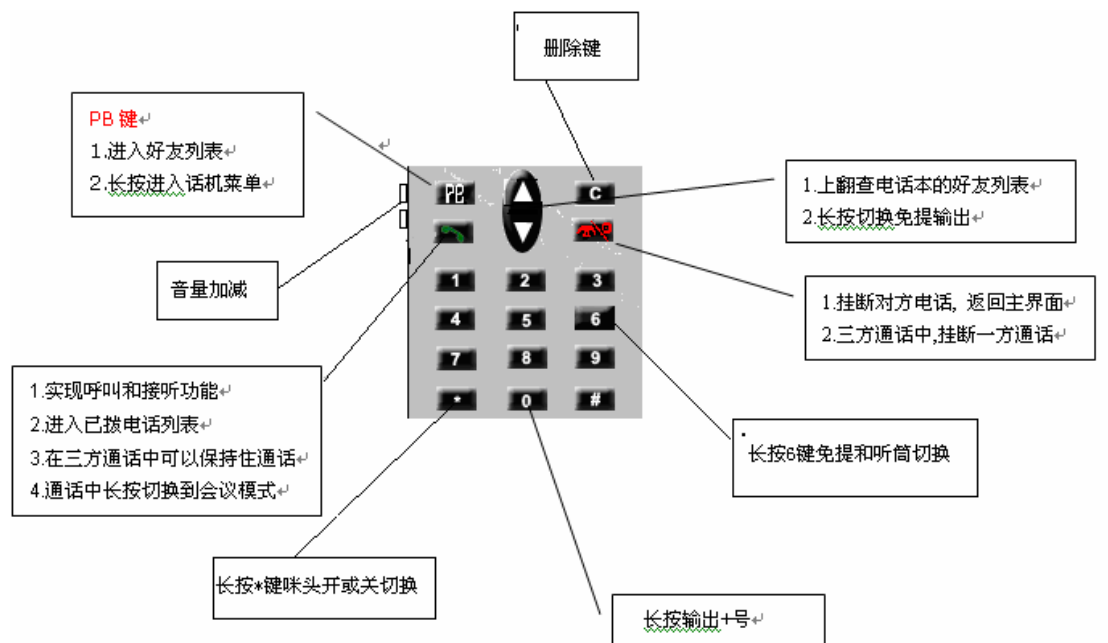 删除键
PB 键
1.进入好友列表
2.长按进入话机菜单
1.上翻查电话本的好友列表
2.长按切换免提输出
音量加减
1.挂断对方电话, 返回主界面
2.三方通话中,挂断一方通话
1.实现呼叫和接听功能
2.进入已拨电话列表
3.在三方通话中可以保持住通话
4.通话中长按切换到会议模式
长按6键免提和听筒切换
长按*键咪头开或关切换
长按输出+号
PB
C
1 2 3
4 5 6
7 8 9
* 0 #